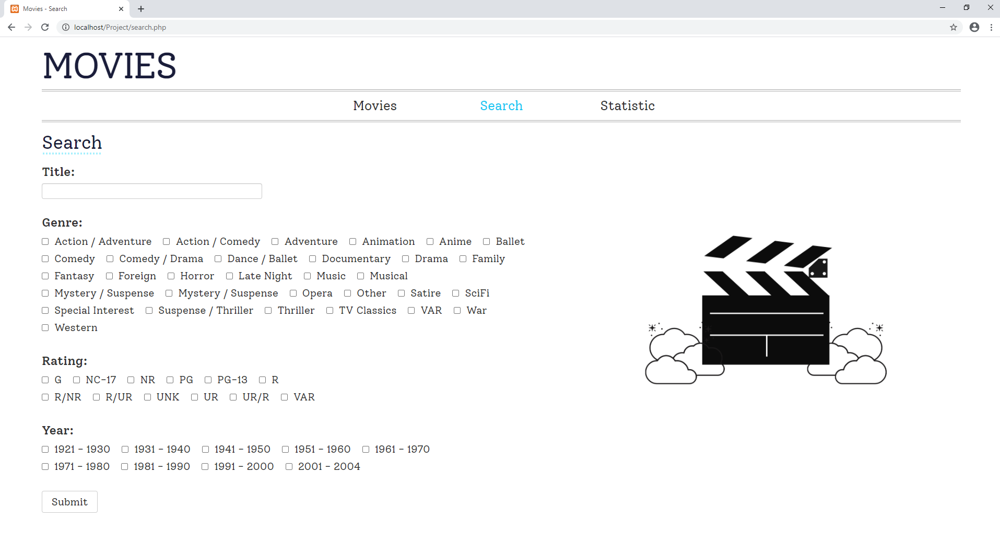 Movies - Search
localhost/Project/search.php
MOVIES
Movies Search Statistic
Search
Title:
Genre:
Action / Adventure Action / Comedy Adventure Animation Anime Ballet
Comedy Comedy / Drama Dance / Ballet Documentary Drama Family
Fantasy Foreign Horror Late Night Music Musical
Mystery / Suspense Mystery / Suspense Opera Other Satire SciFi
Special Interest Suspense / Thriller Thriller TV Classics VAR War
Western
Rating:
G NC-17 NR PG PG-13 R
R/NR R/UR UNK UR UR/R VAR
Year:
1921 - 1930 1931 - 1940 1941 - 1950 1951 - 1960 1961 - 1970
1971 - 1980 1981 - 1990 1991 - 2000 2001 - 2004
Submit